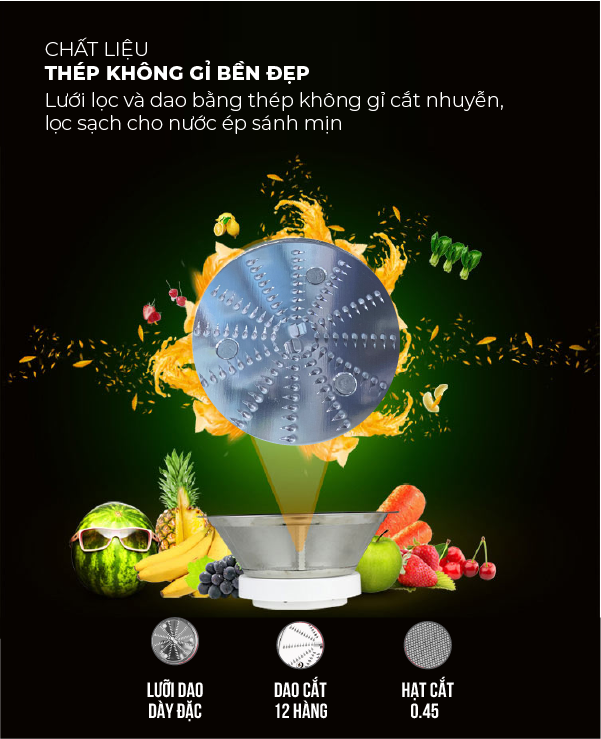 CHẤT LIỆU
THÉP KHÔNG GỈ BỀN ĐẸP
Lưới lọc và dao bằng thép không gỉ cắt nhuyễn,
lọc sạch cho nước ép sánh mịn
LƯỠI DAO
DÀY ĐẶC
DAO CẮT
12 HÀNG
HẠT CẮT
0.45